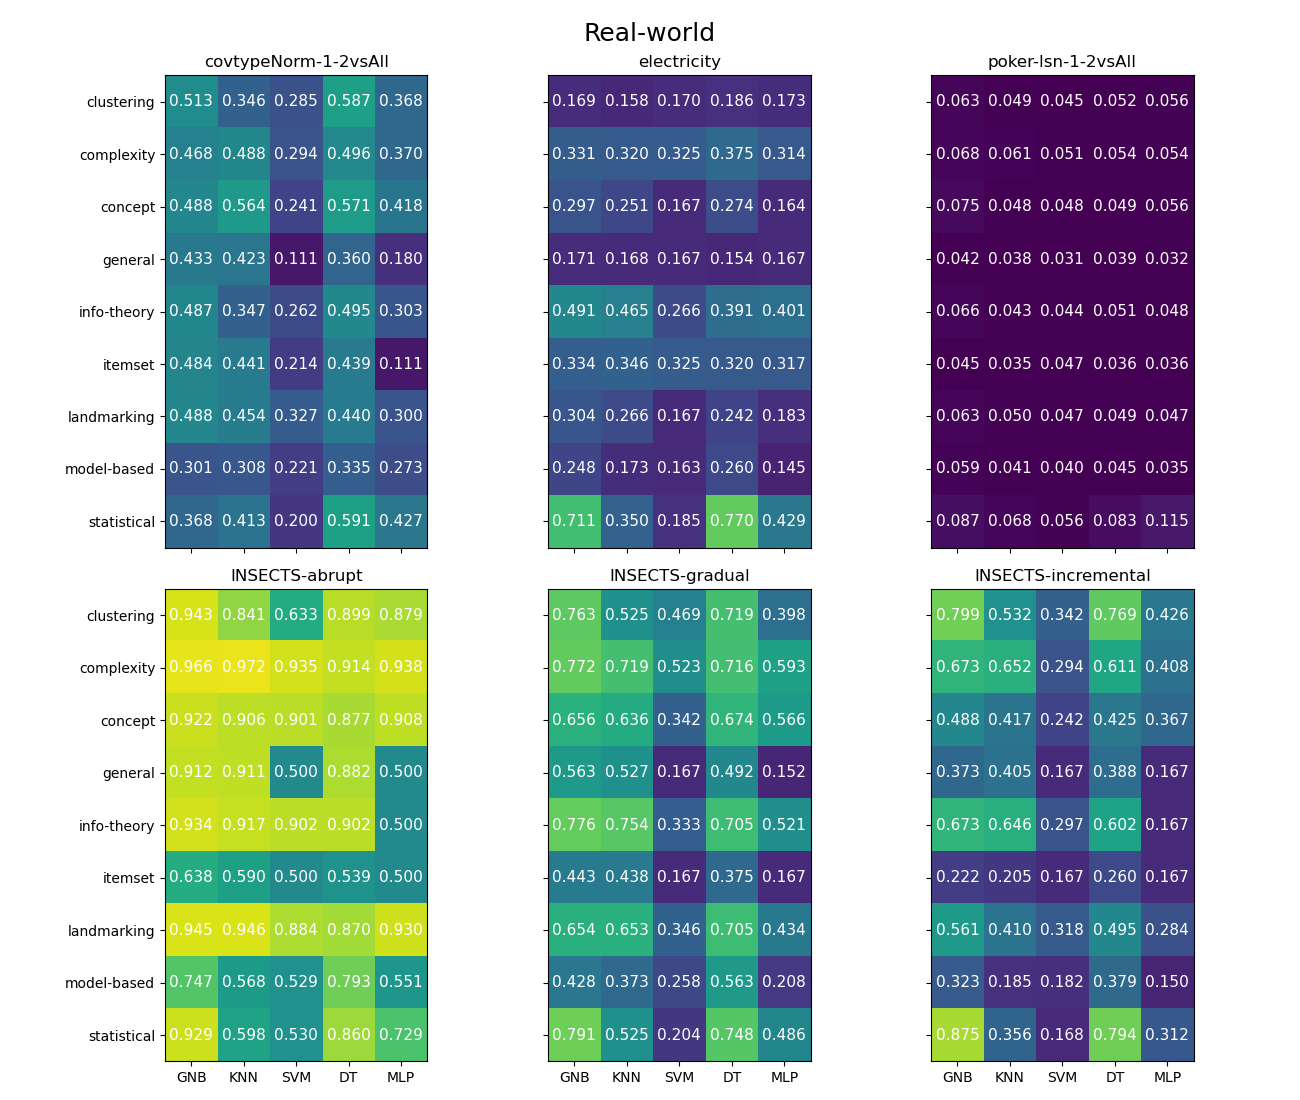 Real-world
covtypeNorm-1-2vsAll electricity poker-lsn-1-2vsAll
clustering 0.513 0.346 0.285 0.587 0.368 0.169 0.158 0.170 0.186 0.173 0.063 0.049 0.045 0.052 0.056
complexity 0.468 0.488 0.294 0.496 0.370 0.331 0.320 0.325 0.375 0.314 0.068 0.061 0.051 0.054 0.054
concept 0.488 0.564 0.241 0.571 0.418 0.297 0.251 0.167 0.274 0.164 0.075 0.048 0.048 0.049 0.056
general 0.433 0.423 0.111 0.360 0.180 0.171 0.168 0.167 0.154 0.167 0.042 0.038 0.031 0.039 0.032
info-theory 0.487 0.347 0.262 0.495 0.303 0.491 0.465 0.266 0.391 0.401 0.066 0.043 0.044 0.051 0.048
itemset 0.484 0.441 0.214 0.439 0.111 0.334 0.346 0.325 0.320 0.317 0.045 0.035 0.047 0.036 0.036
landmarking 0.488 0.454 0.327 0.440 0.300 0.304 0.266 0.167 0.242 0.183 0.063 0.050 0.047 0.049 0.047
model-based 0.301 0.308 0.221 0.335 0.273 0.248 0.173 0.163 0.260 0.145 0.059 0.041 0.040 0.045 0.035
statistical 0.368 0.413 0.200 0.591 0.427 0.711 0.350 0.185 0.770 0.429 0.087 0.068 0.056 0.083 0.115
INSECTS-abrupt INSECTS-gradual INSECTS-incremental
clustering 0.943 0.841 0.633 0.899 0.879 0.763 0.525 0.469 0.719 0.398 0.799 0.532 0.342 0.769 0.426
complexity 0.966 0.972 0.935 0.914 0.938 0.772 0.719 0.523 0.716 0.593 0.673 0.652 0.294 0.611 0.408
concept 0.922 0.906 0.901 0.877 0.908 0.656 0.636 0.342 0.674 0.566 0.488 0.417 0.242 0.425 0.367
general 0.912 0.911 0.500 0.882 0.500 0.563 0.527 0.167 0.492 0.152 0.373 0.405 0.167 0.388 0.167
info-theory 0.934 0.917 0.902 0.902 0.500 0.776 0.754 0.333 0.705 0.521 0.673 0.646 0.297 0.602 0.167
itemset 0.638 0.590 0.500 0.539 0.500 0.443 0.438 0.167 0.375 0.167 0.222 0.205 0.167 0.260 0.167
landmarking 0.945 0.946 0.884 0.870 0.930 0.654 0.653 0.346 0.705 0.434 0.561 0.410 0.318 0.495 0.284
model-based 0.747 0.568 0.529 0.793 0.551 0.428 0.373 0.258 0.563 0.208 0.323 0.185 0.182 0.379 0.150
statistical 0.929 0.598 0.530 0.860 0.729 0.791 0.525 0.204 0.748 0.486 0.875 0.356 0.168 0.794 0.312
GNB KNN SVM DT MLP GNB KNN SVM DT MLP GNB KNN SVM DT MLP